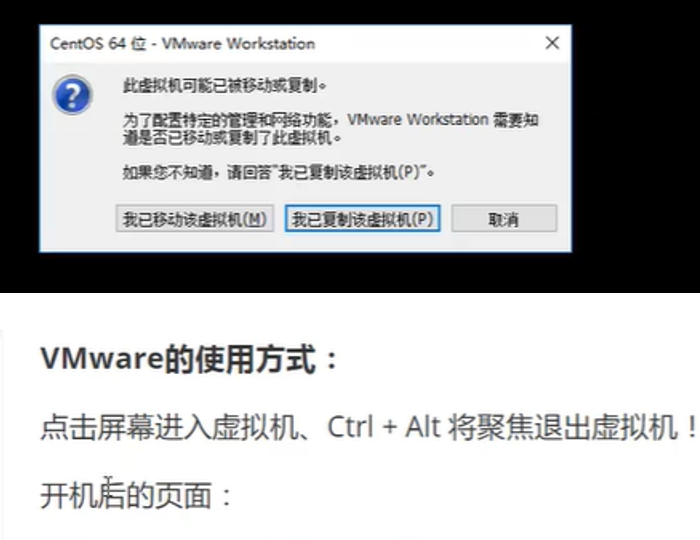 CentOS 64 位 - VMware Workstation
此虚拟机可能已被移动或复制。
为了配置特定的管理和网络功能，VMware Workstation 需要知
道是否已移动或复制了此虚拟机。
如果您不知道，请回答"我已复制该虚拟机(P)"。
我已移动该虚拟机(M) 我已复制该虚拟机(P) 取消
VMware的使用方式：
点击屏幕进入虚拟机、Ctrl + Alt 将聚焦退出虚拟机！
开机后的页面：